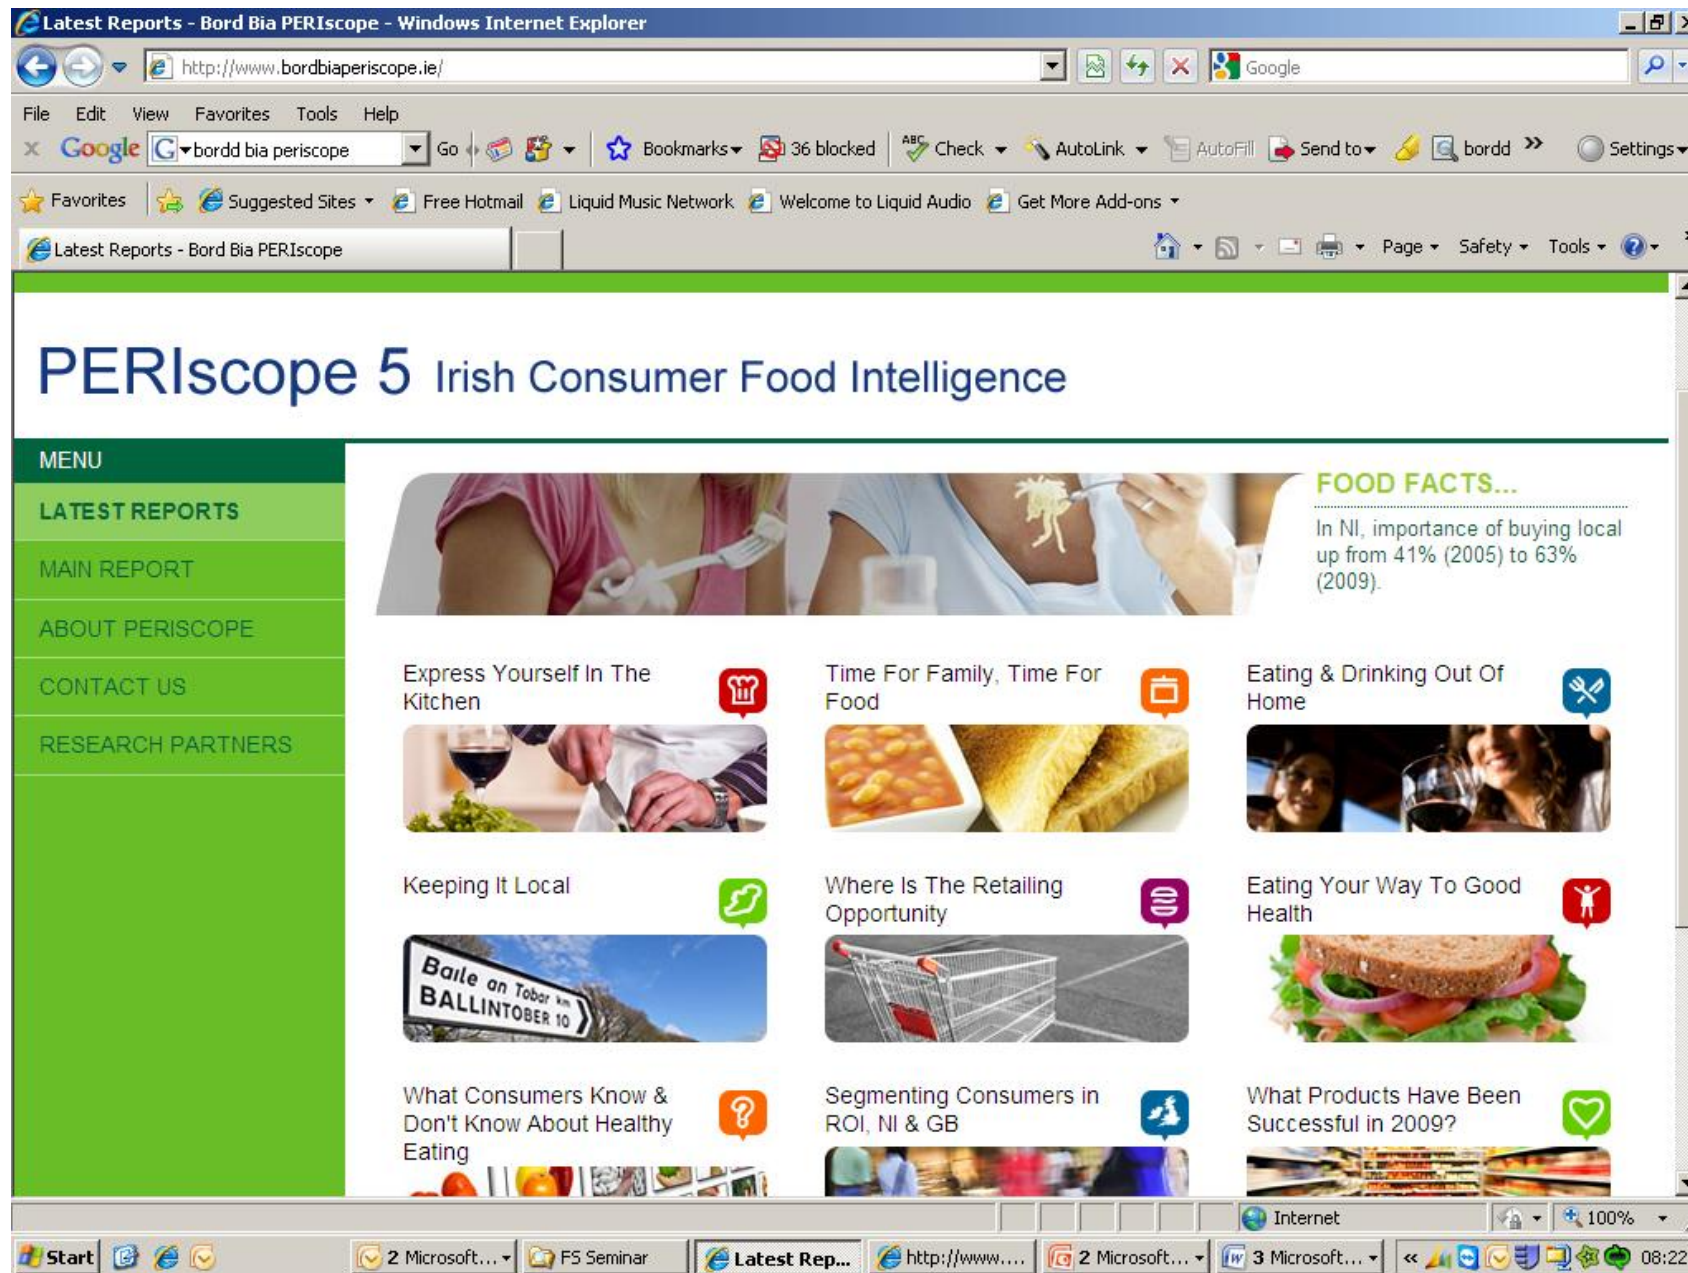 Latest Reports - Bord Bia PERIscope - Windows Internet Explorer
http://www.bordbiaperiscope.ie/
Google
File Edit View Favorites Tools Help
x Google G bordd bia periscope Go Bookmarks 36 blocked ABC Check AutoLink AutoFill Send to bordd » Settings
Favorites Suggested Sites Free Hotmail Liquid Music Network Welcome to Liquid Audio Get More Add-ons
Latest Reports - Bord Bia PERIscope
Page Safety Tools
PERIscope 5 Irish Consumer Food Intelligence
MENU
LATEST REPORTS
MAIN REPORT
ABOUT PERISCOPE
CONTACT US
RESEARCH PARTNERS
FOOD FACTS...
In NI, importance of buying local
up from 41% (2005) to 63%
(2009).
Express Yourself In The
Kitchen
Time For Family, Time For
Food
Eating & Drinking Out Of
Home
Keeping It Local
Baile an Tobar km
BALLINTOBER 10
Where Is The Retailing
Opportunity
Eating Your Way To Good
Health
What Consumers Know &
Don't Know About Healthy
Eating
Segmenting Consumers in
ROI, NI & GB
What Products Have Been
Successful in 2009?
Internet 100%
Start 2 Microsoft... FS Seminar Latest Rep... http://www.... 2 Microsoft... 3 Microsoft... « 08:22